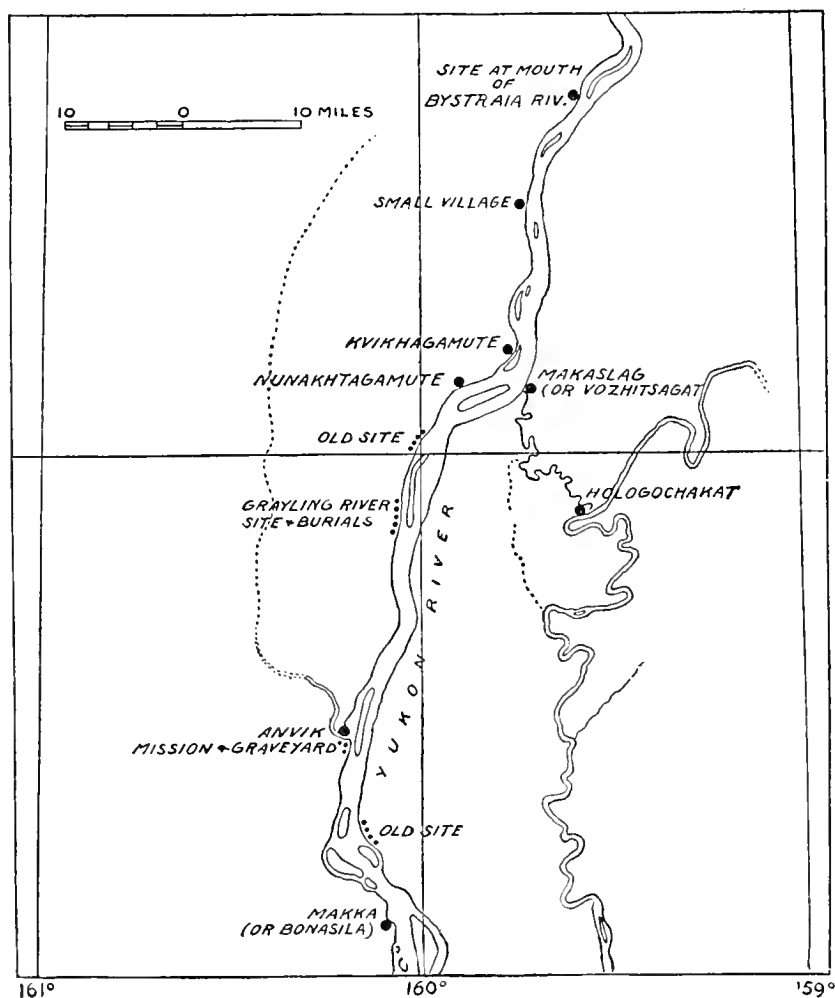 SITE AT MOUTH
OF
BYSTRAIA RIV.
10 0 10 MILES
SMALL VILLAGE
KVIKHAGAMUTE
NUNAKHTAGAMUTE
MAKASLAG
(OR VOZHITSAGAT
OLD SITE
HOLOGOCHAKAT
GRAYLING RIVER
SITE & BURIALS
YUKON RIVER
ANVIK
MISSION & GRAVEYARD
OLD SITE
MAKKA
(OR BONASILA)
161° 160° 159°